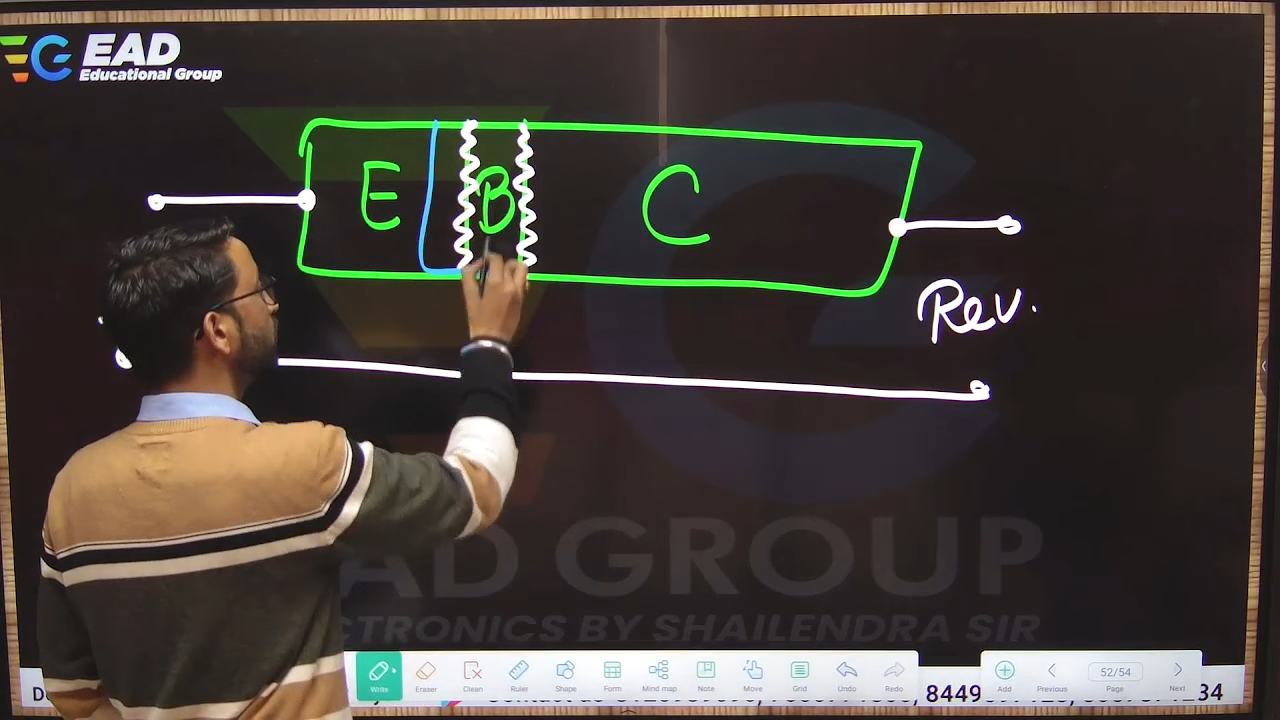 EAD
Educational Group
E B C
Rev.
EAD GROUP
CTRONICS BY SHAILENDRA SIR
Write Eraser Clean Ruler Shape Form Mind map Note Move Grid Undo Redo Add Previous 52/54 Page Next
8449
34